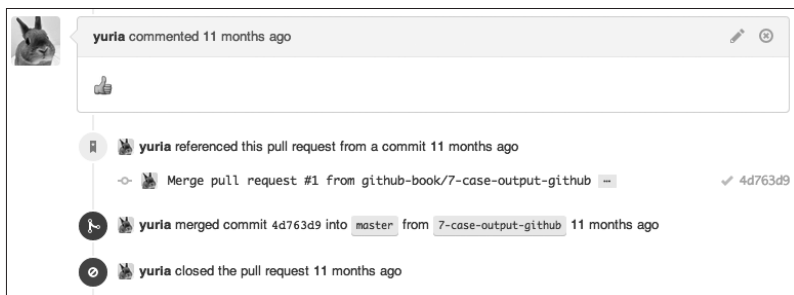 yuria commented 11 months ago
👍
yuria referenced this pull request from a commit 11 months ago
Merge pull request #1 from github-book/7-case-output-github … 4d763d9
yuria merged commit 4d763d9 into master from 7-case-output-github 11 months ago
yuria closed the pull request 11 months ago